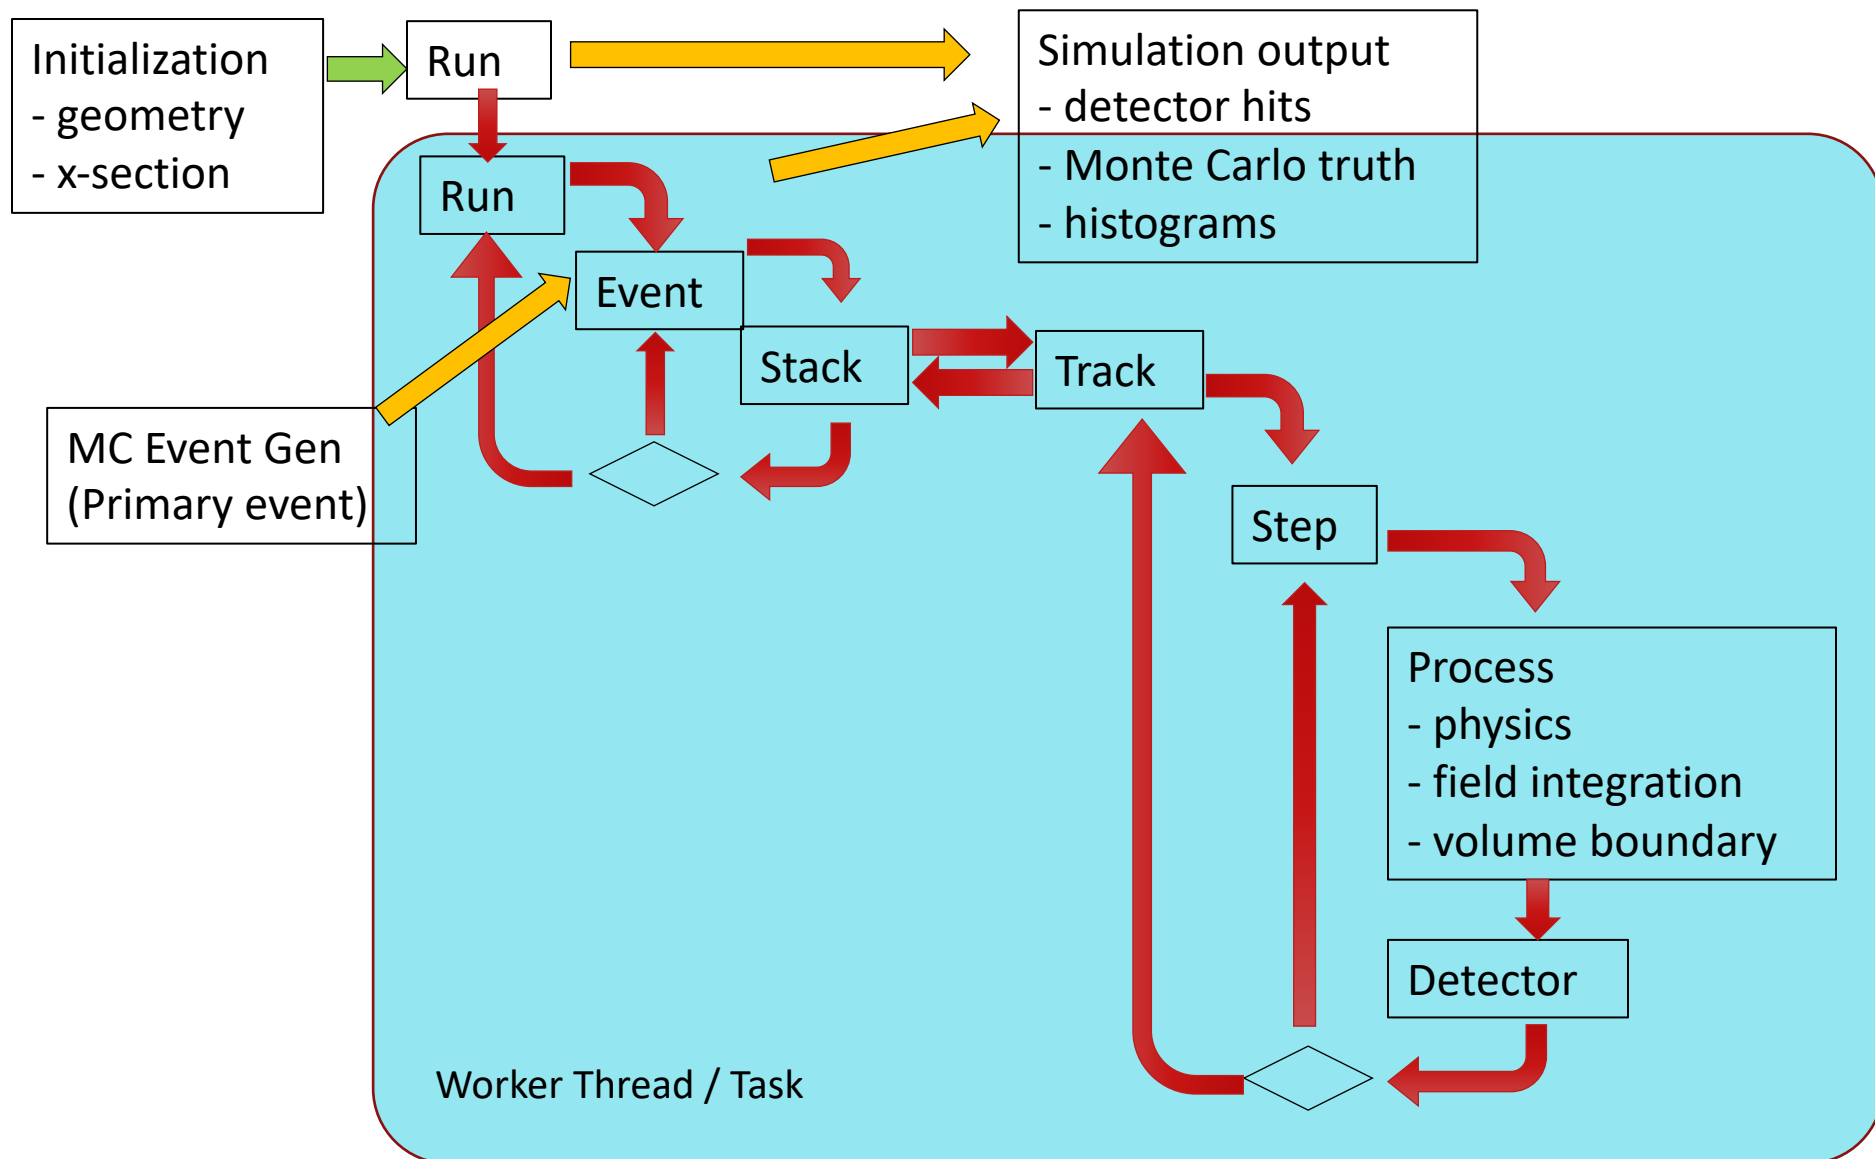 Initialization
- geometry
- x-section
Run
Simulation output
- detector hits
- Monte Carlo truth
- histograms
Run
Event
Stack
Track
MC Event Gen
(Primary event)
Step
Process
- physics
- field integration
- volume boundary
Detector
Worker Thread / Task